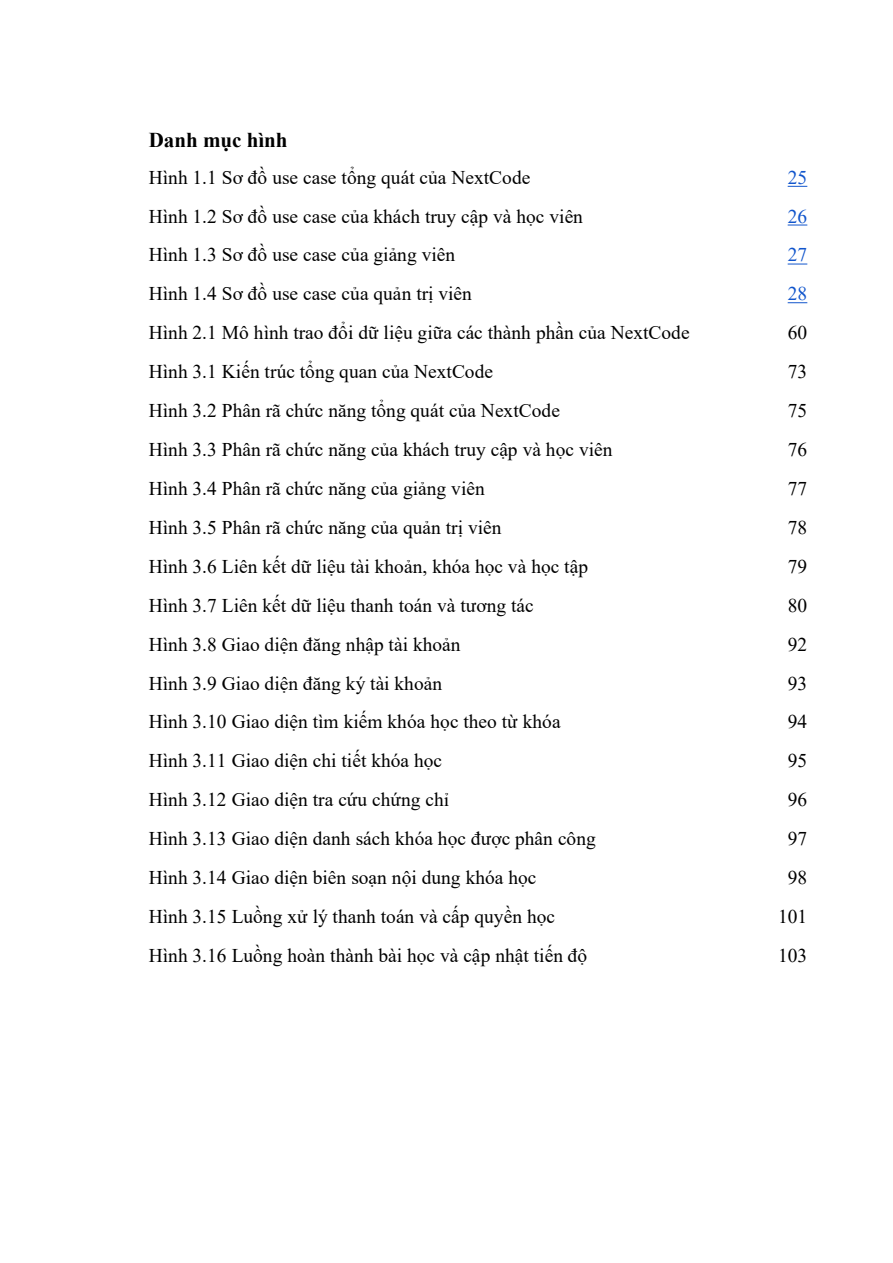 Danh mục hình
Hình 1.1 Sơ đồ use case tổng quát của NextCode 25
Hình 1.2 Sơ đồ use case của khách truy cập và học viên 26
Hình 1.3 Sơ đồ use case của giảng viên 27
Hình 1.4 Sơ đồ use case của quản trị viên 28
Hình 2.1 Mô hình trao đổi dữ liệu giữa các thành phần của NextCode 60
Hình 3.1 Kiến trúc tổng quan của NextCode 73
Hình 3.2 Phân rã chức năng tổng quát của NextCode 75
Hình 3.3 Phân rã chức năng của khách truy cập và học viên 76
Hình 3.4 Phân rã chức năng của giảng viên 77
Hình 3.5 Phân rã chức năng của quản trị viên 78
Hình 3.6 Liên kết dữ liệu tài khoản, khóa học và học tập 79
Hình 3.7 Liên kết dữ liệu thanh toán và tương tác 80
Hình 3.8 Giao diện đăng nhập tài khoản 92
Hình 3.9 Giao diện đăng ký tài khoản 93
Hình 3.10 Giao diện tìm kiếm khóa học theo từ khóa 94
Hình 3.11 Giao diện chi tiết khóa học 95
Hình 3.12 Giao diện tra cứu chứng chỉ 96
Hình 3.13 Giao diện danh sách khóa học được phân công 97
Hình 3.14 Giao diện biên soạn nội dung khóa học 98
Hình 3.15 Luồng xử lý thanh toán và cấp quyền học 101
Hình 3.16 Luồng hoàn thành bài học và cập nhật tiến độ 103